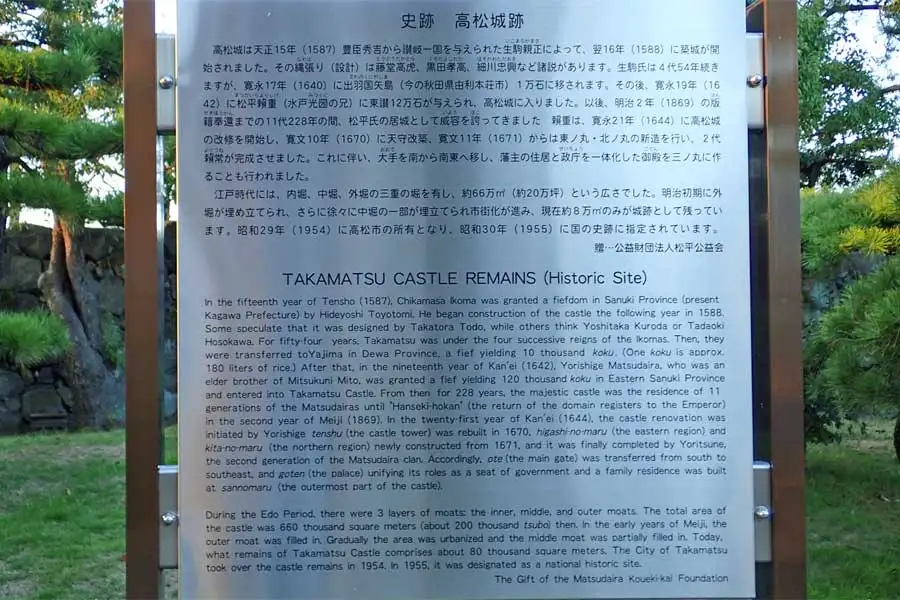 史跡　高松城跡
高松城は天正15年（1587）豊臣秀吉から讃岐一国を与えられた生駒親正によって、翌16年（1588）に築城が開
始されました。その縄張り（設計）は藤堂高虎、黒田孝高、細川忠興など諸説があります。生駒氏は４代54年続き
ますが、寛永17年（1640）に出羽国矢島（今の秋田県由利本荘市）１万石に移されます。その後、寛永19年（16
42）に松平頼重（水戸光圀の兄）に東讃12万石が与えられ、高松城に入りました。以後、明治２年（1869）の版
籍奉還までの11代228年の間、松平氏の居城として威容を誇ってきました　頼重は、寛永21年（1644）に高松城
の改修を開始し、寛文10年（1670）に天守改築、寛文11年（1671）からは東ノ丸・北ノ丸の新造を行い、２代
頼常が完成させました。これに伴い、大手を南から南東へ移し、藩主の住居と政庁を一体化した御殿を三ノ丸に作
ることも行われました。
江戸時代には、内堀、中堀、外堀の三重の堀を有し、約66万㎡（約20万坪）という広さでした。明治初期に外
堀が埋め立てられ、さらに徐々に中堀の一部が埋立てられ市街化が進み、現在約８万㎡のみが城跡として残ってい
ます。昭和29年（1954）に高松市の所有となり、昭和30年（1955）に国の史跡に指定されています。
贈…公益財団法人松平公益会
TAKAMATSU CASTLE REMAINS (Historic Site)
In the fifteenth year of Tensho (1587), Chikamasa Ikoma was granted a fiefdom in Sanuki Province (present
Kagawa Prefecture) by Hideyoshi Toyotomi. He began construction of the castle the following year in 1588.
Some speculate that it was designed by Takatora Todo, while others think Yoshitaka Kuroda or Tadaoki
Hosokawa. For fifty-four years, Takamatsu was under the four successive reigns of the Ikomas. Then, they
were transferred toYajima in Dewa Province, a fief yielding 10 thousand koku. (One koku is approx.
180 liters of rice.) After that, in the nineteenth year of Kan'ei (1642), Yorishige Matsudaira, who was an
elder brother of Mitsukuni Mito, was granted a fief yielding 120 thousand koku in Eastern Sanuki Province
and entered into Takamatsu Castle. From then for 228 years, the majestic castle was the residence of 11
generations of the Matsudairas until "Hanseki-hokan" (the return of the domain registers to the Emperor)
in the second year of Meiji (1869). In the twenty-first year of Kan'ei (1644), the castle renovation was
initiated by Yorishige tenshu (the castle tower) was rebuilt in 1670, higashi-no-maru (the eastern region) and
kita-no-maru (the northern region) newly constructed from 1671, and it was finally completed by Yoritsune,
the second generation of the Matsudaira clan. Accordingly, ote (the main gate) was transferred from south to
southeast, and goten (the palace) unifying its roles as a seat of government and a family residence was built
at sannomaru (the outermost part of the castle).
During the Edo Period, there were 3 layers of moats: the inner, middle, and outer moats. The total area of
the castle was 660 thousand square meters (about 200 thousand tsubo) then. In the early years of Meiji, the
outer moat was filled in. Gradually the area was urbanized and the middle moat was partially filled in. Today,
what remains of Takamatsu Castle comprises about 80 thousand square meters. The City of Takamatsu
took over the castle remains in 1954. In 1955, it was designated as a national historic site.
The Gift of the Matsudaira Koueki-kai Foundation